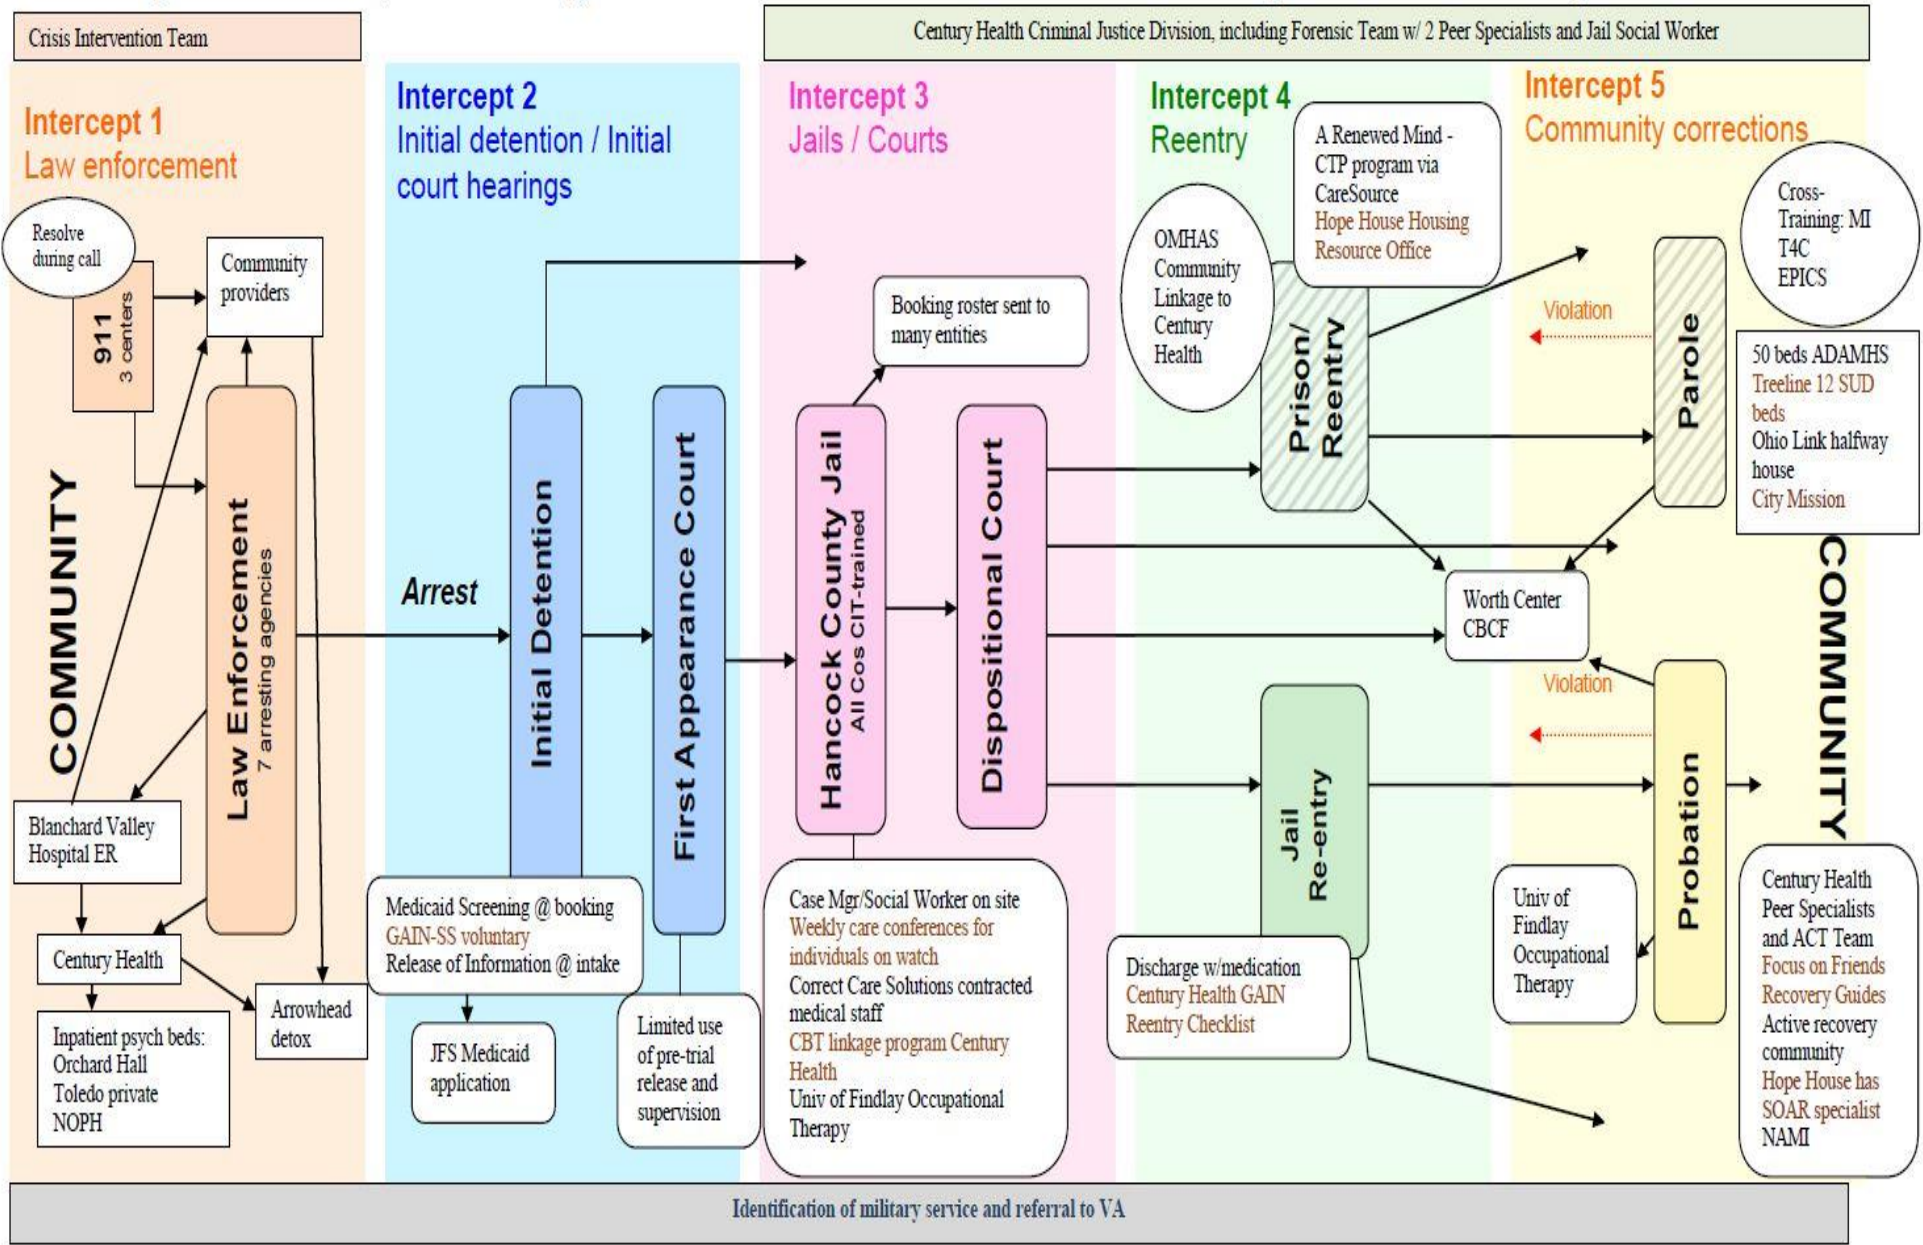 Crisis Intervention Team
Century Health Criminal Justice Division, including Forensic Team w/ 2 Peer Specialists and Jail Social Worker
Intercept 1
Law enforcement
Resolve
during call
911
3 centers
Community
providers
COMMUNITY
Law Enforcement
7 arresting agencies
Blanchard Valley
Hospital ER
Century Health
Inpatient psych beds:
Orchard Hall
Toledo private
NOPH
Arrowhead
detox
Intercept 2
Initial detention / Initial
court hearings
Arrest
Initial Detention
First Appearance Court
Medicaid Screening @ booking
GAIN-SS voluntary
Release of Information @ intake
JFS Medicaid
application
Limited use
of pre-trial
release and
supervision
Intercept 3
Jails / Courts
Booking roster sent to
many entities
Hancock County Jail
All Cos CIT-trained
Dispositional Court
Case Mgr/Social Worker on site
Weekly care conferences for
individuals on watch
Correct Care Solutions contracted
medical staff
CBT linkage program Century
Health
Univ of Findlay Occupational
Therapy
Intercept 4
Reentry
A Renewed Mind -
CTP program via
CareSource
Hope House Housing
Resource Office
OMHAS
Community
Linkage to
Century
Health
Prison/
Reentry
Jail
Re-entry
Discharge w/medication
Century Health GAIN
Reentry Checklist
Intercept 5
Community corrections
Cross-
Training: MI
T4C
EPICS
Violation
Parole
50 beds ADAMHS
Treeline 12 SUD
beds
Ohio Link halfway
house
City Mission
Worth Center
CBCF
Violation
Probation
COMMUNITY
Univ of
Findlay
Occupational
Therapy
Century Health
Peer Specialists
and ACT Team
Focus on Friends
Recovery Guides
Active recovery
community
Hope House has
SOAR specialist
NAMI
Identification of military service and referral to VA